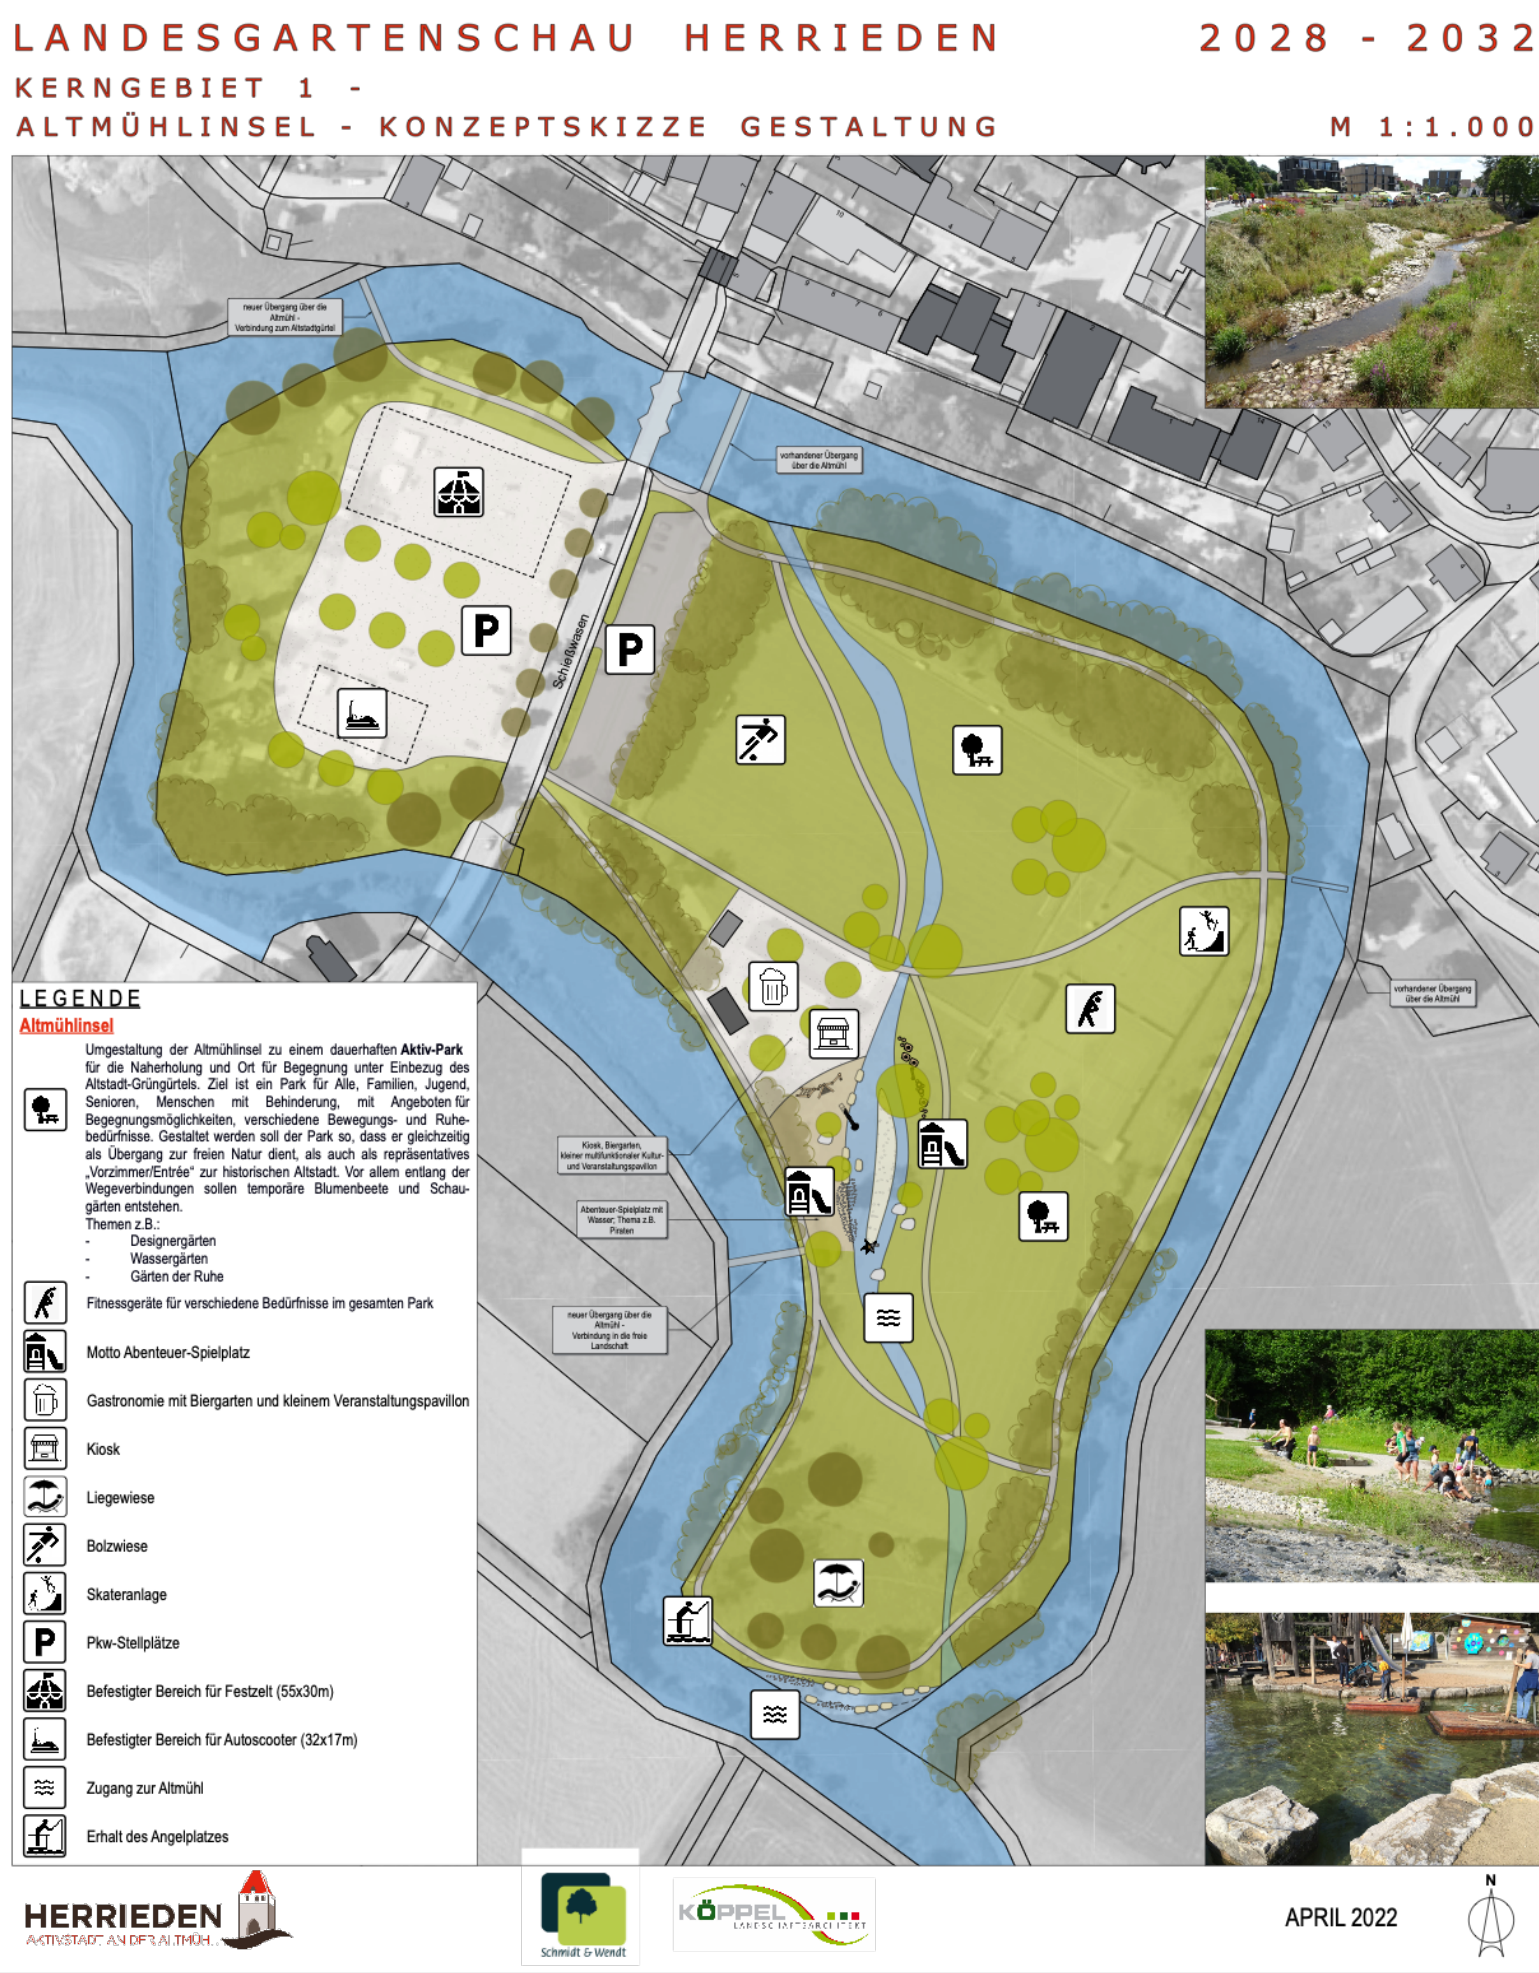 LANDESGARTENSCHAU HERRIEDEN 2028 - 2032
KERNGEBIET 1 -
ALTMÜHLINSEL - KONZEPTSKIZZE GESTALTUNG M 1:1.000
neuer Übergang über die
Altmühl -
Verbindung zum Altstadtgürtel
vorhandener Übergang
über die Altmühl
P
P
Schießwasen
vorhandener Übergang
über die Altmühl
Kiosk, Biergarten,
kleiner multifunktionaler Kultur-
und Veranstaltungspavillon
Abenteuer-Spielplatz mit
Wasser; Thema z.B.
Piraten
neuer Übergang über die
Altmühl -
Verbindung in die freie
Landschaft
LEGENDE
Altmühlinsel
Umgestaltung der Altmühlinsel zu einem dauerhaften Aktiv-Park
für die Naherholung und Ort für Begegnung unter Einbezug des
Altstadt-Grüngürtels. Ziel ist ein Park für Alle, Familien, Jugend,
Senioren, Menschen mit Behinderung, mit Angeboten für
Begegnungsmöglichkeiten, verschiedene Bewegungs- und Ruhe-
bedürfnisse. Gestaltet werden soll der Park so, dass er gleichzeitig
als Übergang zur freien Natur dient, als auch als repräsentatives
„Vorzimmer/Entrée“ zur historischen Altstadt. Vor allem entlang der
Wegeverbindungen sollen temporäre Blumenbeete und Schau-
gärten entstehen.
Themen z.B.:
- Designergärten
- Wassergärten
- Gärten der Ruhe
Fitnessgeräte für verschiedene Bedürfnisse im gesamten Park
Motto Abenteuer-Spielplatz
Gastronomie mit Biergarten und kleinem Veranstaltungspavillon
Kiosk
Liegewiese
Bolzwiese
Skateranlage
P Pkw-Stellplätze
Befestigter Bereich für Festzelt (55x30m)
Befestigter Bereich für Autoscooter (32x17m)
Zugang zur Altmühl
Erhalt des Angelplatzes
HERRIEDEN
AKTIVSTADT AN DER ALTMÜHL
Schmidt & Wendt
KÖPPEL
LANDSCHAFTSARCHITEKT
APRIL 2022
N